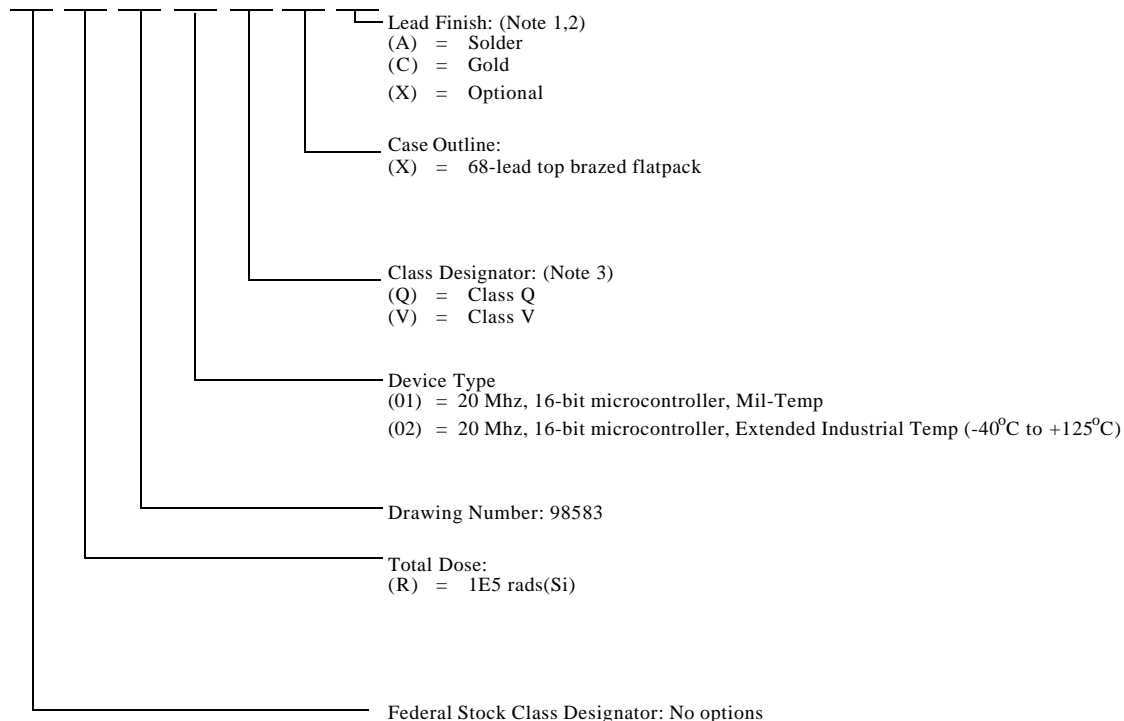 Lead Finish: (Note 1,2)
(A) = Solder
(C) = Gold
(X) = Optional
Case Outline:
(X) = 68-lead top brazed flatpack
Class Designator: (Note 3)
(Q) = Class Q
(V) = Class V
Device Type
(01) = 20 Mhz, 16-bit microcontroller, Mil-Temp
(02) = 20 Mhz, 16-bit microcontroller, Extended Industrial Temp (-40°C to +125°C)
Drawing Number: 98583
Total Dose:
(R) = 1E5 rads(Si)
Federal Stock Class Designator: No options